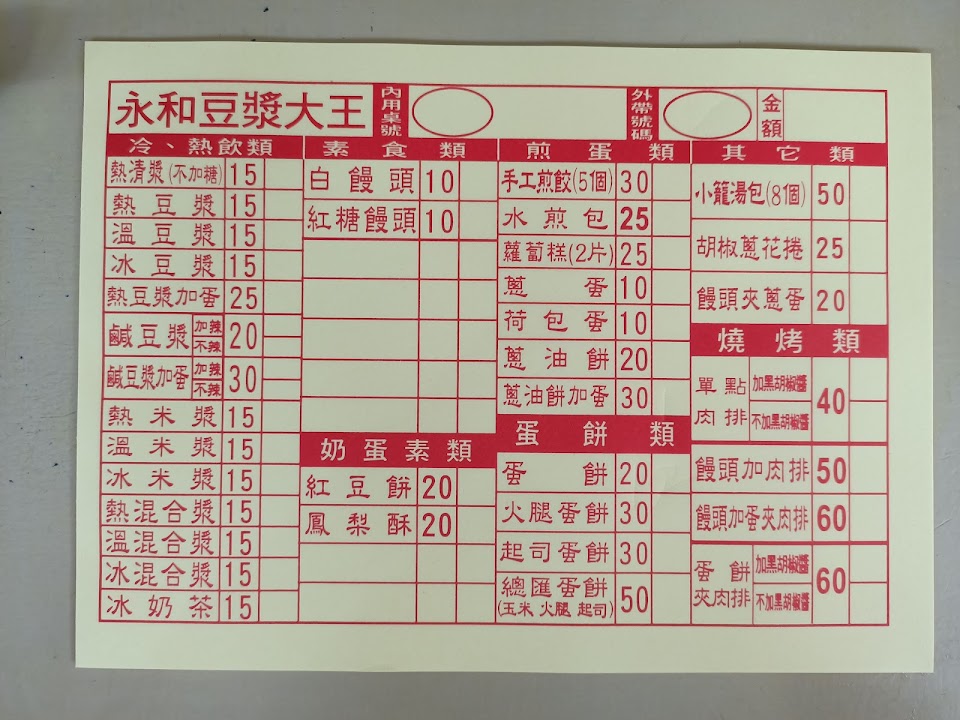 永和豆漿大王
內用桌號
外帶號碼
金額
冷、熱飲類
熱清漿(不加糖) 15
熱豆漿 15
溫豆漿 15
冰豆漿 15
熱豆漿加蛋 25
鹹豆漿 加辣 不辣 20
鹹豆漿加蛋 加辣 不辣 30
熱米漿 15
溫米漿 15
冰米漿 15
熱混合漿 15
溫混合漿 15
冰混合漿 15
冰奶茶 15
素食類
白饅頭 10
紅糖饅頭 10
奶蛋素類
紅豆餅 20
鳳梨酥 20
煎蛋類
手工煎餃(5個) 30
水煎包 25
蘿蔔糕(2片) 25
蔥蛋 10
荷包蛋 10
蔥油餅 20
蔥油餅加蛋 30
蛋餅類
蛋餅 20
火腿蛋餅 30
起司蛋餅 30
總匯蛋餅 50
(玉米 火腿 起司)
其它類
小籠湯包(8個) 50
胡椒蔥花捲 25
饅頭夾蔥蛋 20
燒烤類
單點肉排 加黑胡椒醬 不加黑胡椒醬 40
饅頭加肉排 50
饅頭加蛋夾肉排 60
蛋餅夾肉排 加黑胡椒醬 不加黑胡椒醬 60